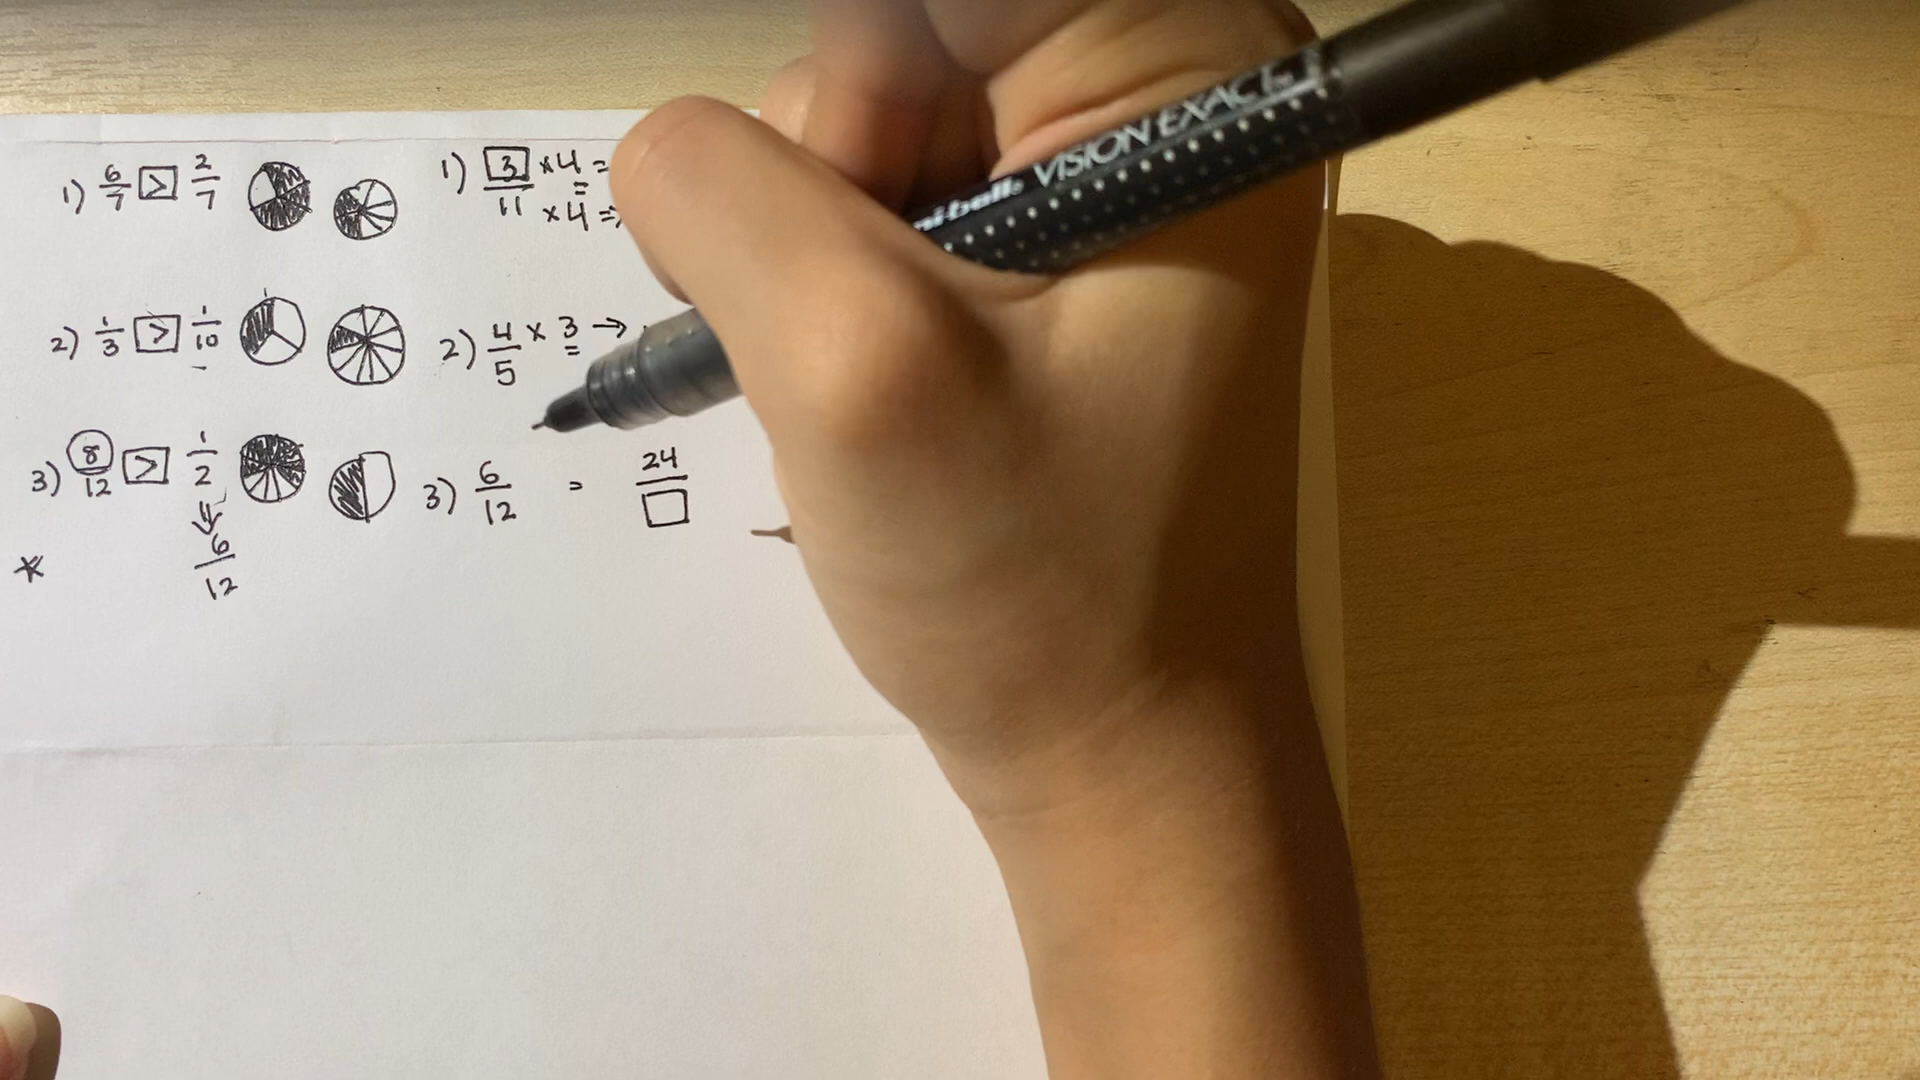 1) 6/7 [>] 2/7
2) 1/3 [>] 1/10
3) 8/12 [>] 1/2
⇓
* 6/12
1) [3]/11 ×4 =
×4 =
2) 4/5 × 3 →
3) 6/12 = 24/□
uni-ball® VISION EXACT™